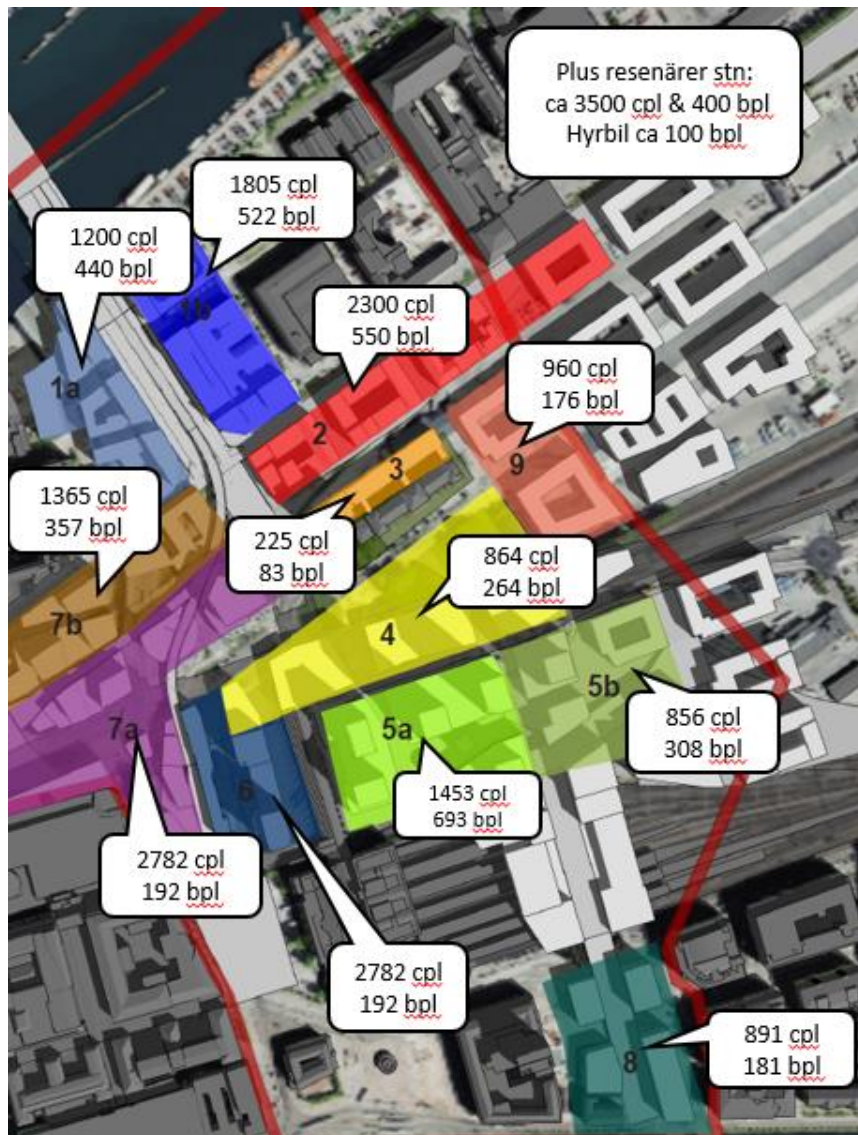 Plus resenärer stn:
ca 3500 cpl & 400 bpl
Hyrbil ca 100 bpl
1805 cpl
522 bpl
1200 cpl
440 bpl
1b
2300 cpl
550 bpl
1a
960 cpl
176 bpl
2
3
9
1365 cpl
357 bpl
225 cpl
83 bpl
864 cpl
264 bpl
7b
4
5b
7a
5a
856 cpl
308 bpl
6
1453 cpl
693 bpl
2782 cpl
192 bpl
2782 cpl
192 bpl
891 cpl
181 bpl
8